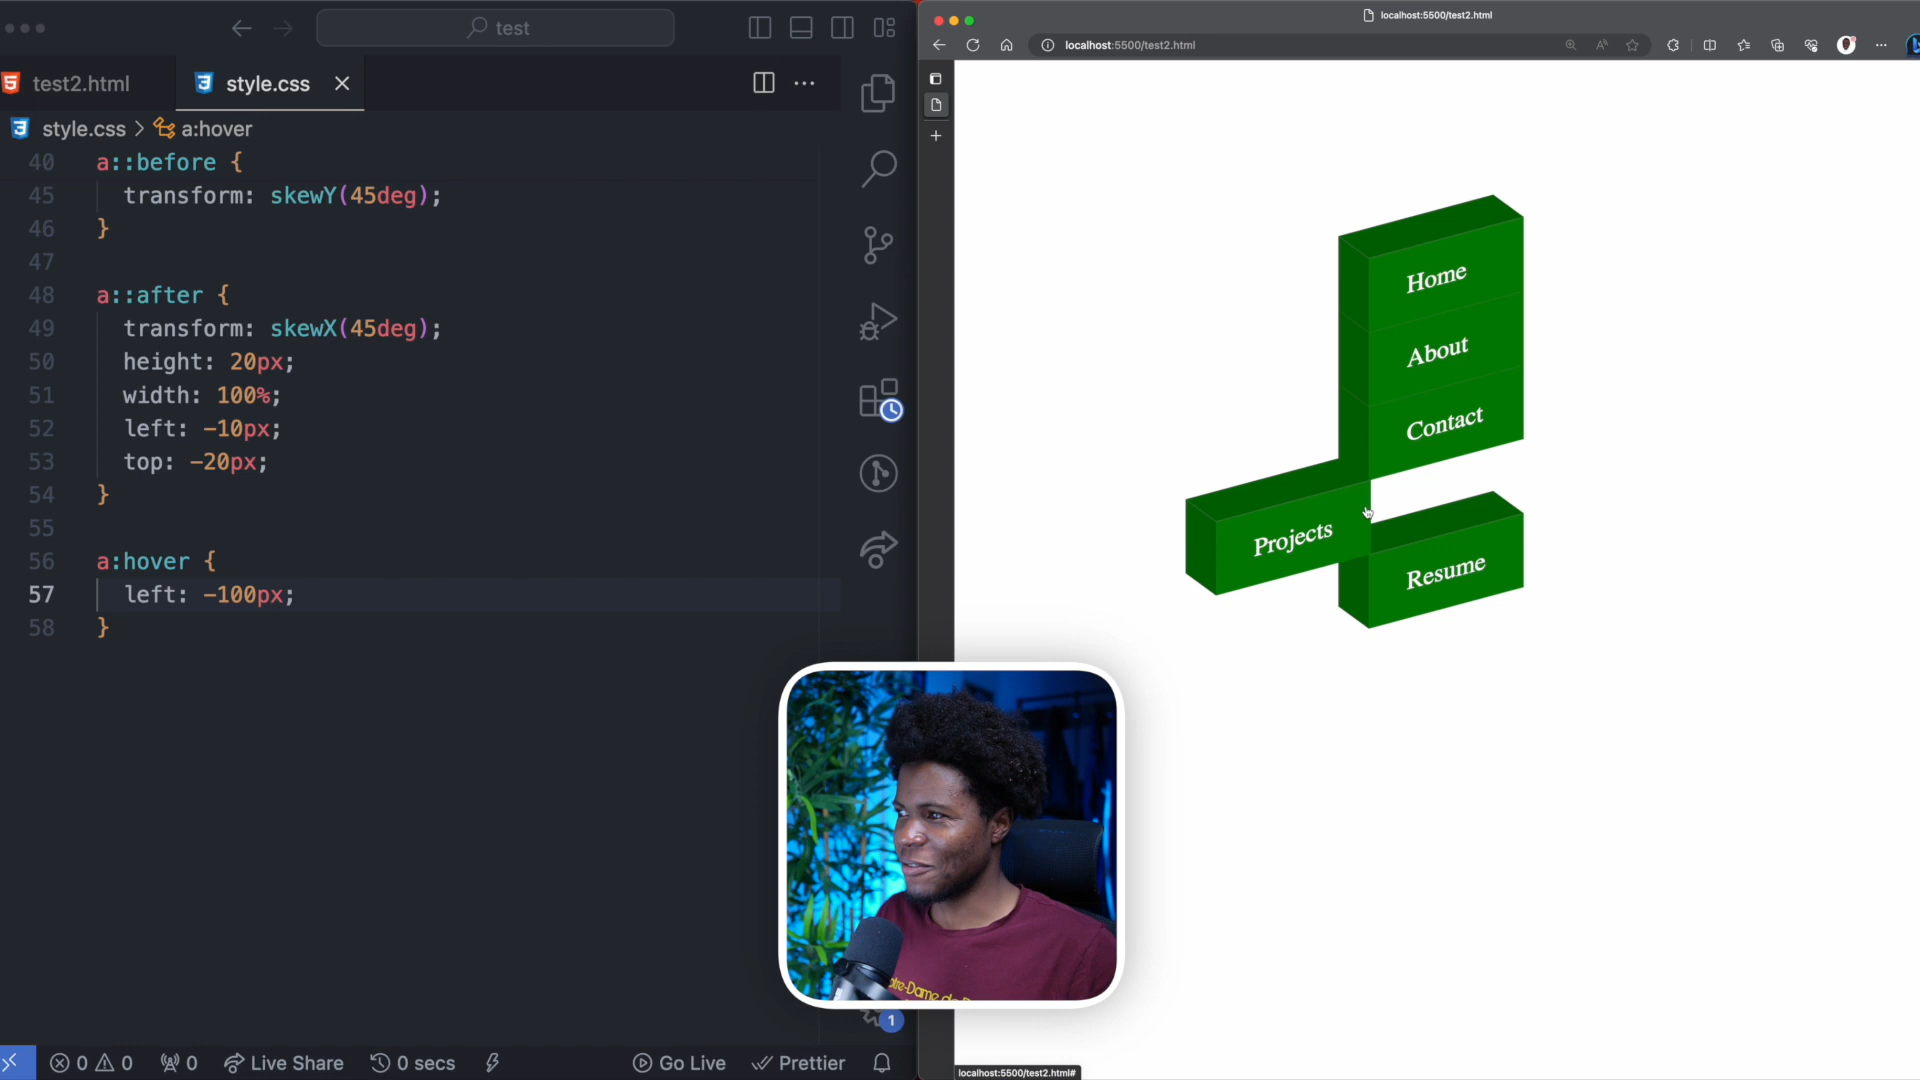 test
test2.html
style.css
style.css > a:hover
40 a::before {
45 transform: skewY(45deg);
46 }
47
48 a::after {
49 transform: skewX(45deg);
50 height: 20px;
51 width: 100%;
52 left: -10px;
53 top: -20px;
54 }
55
56 a:hover {
57 left: -100px;
58 }
1
0 0 0 Live Share 0 secs Go Live Prettier
localhost:5500/test2.html
localhost:5500/test2.html
Home
About
Contact
Projects
Resume
localhost:5500/test2.html#